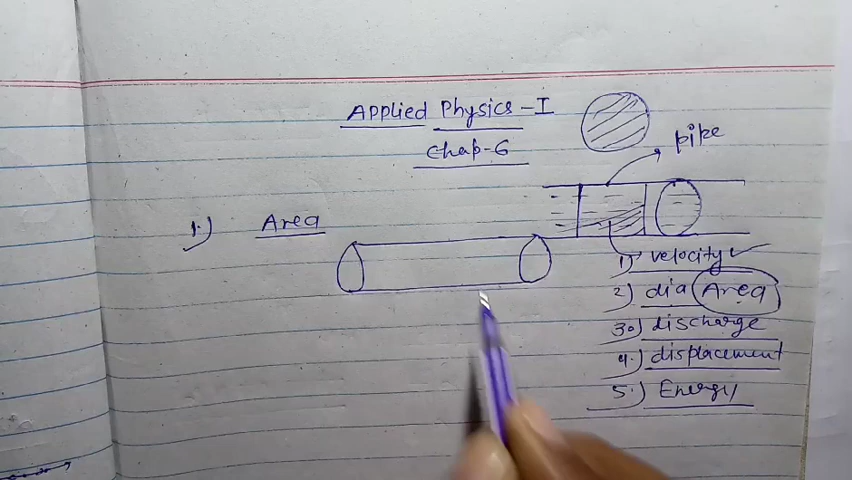 Applied Physics - I
Chap-6
pipe
1.) Area
1) velocity
2) dia Area
3.) discharge
4.) displacement
5.) Energy